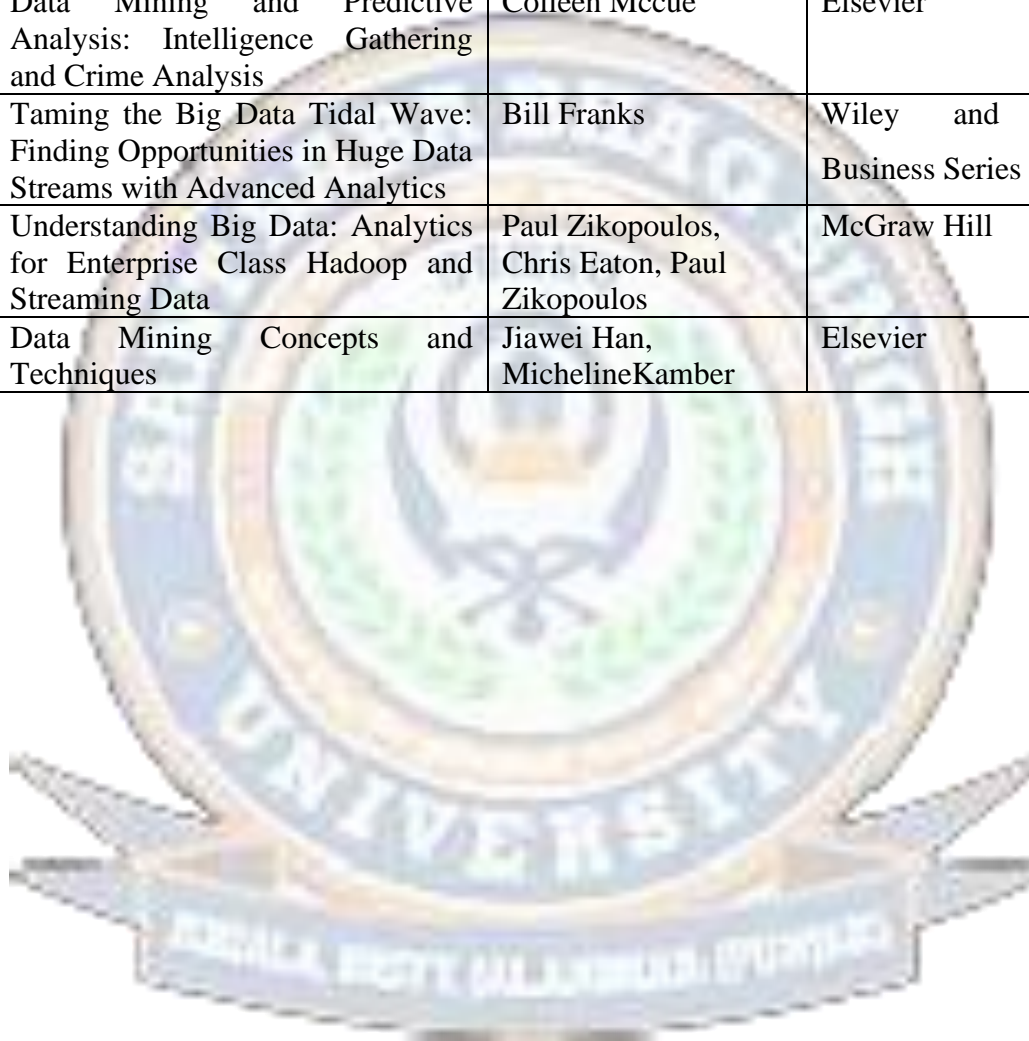 Data Mining and Predictive Colleen Mccue Elsevier
Analysis: Intelligence Gathering
and Crime Analysis
Taming the Big Data Tidal Wave: Bill Franks Wiley and
Finding Opportunities in Huge Data Business Series
Streams with Advanced Analytics
Understanding Big Data: Analytics Paul Zikopoulos, McGraw Hill
for Enterprise Class Hadoop and Chris Eaton, Paul
Streaming Data Zikopoulos
Data Mining Concepts and Jiawei Han, Elsevier
Techniques MichelineKamber
UNIVERSITY